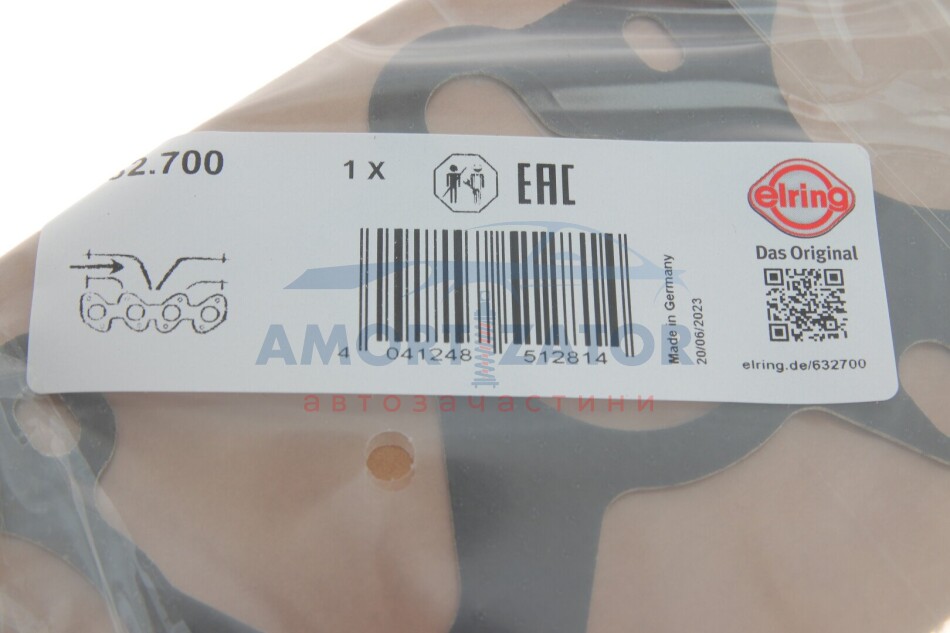 32.700
1 X
EAC
elring
Das Original
4 041248 512814
Made in Germany
20/06/2023
elring.de/632700
AMORTIZATOR
автозачастини